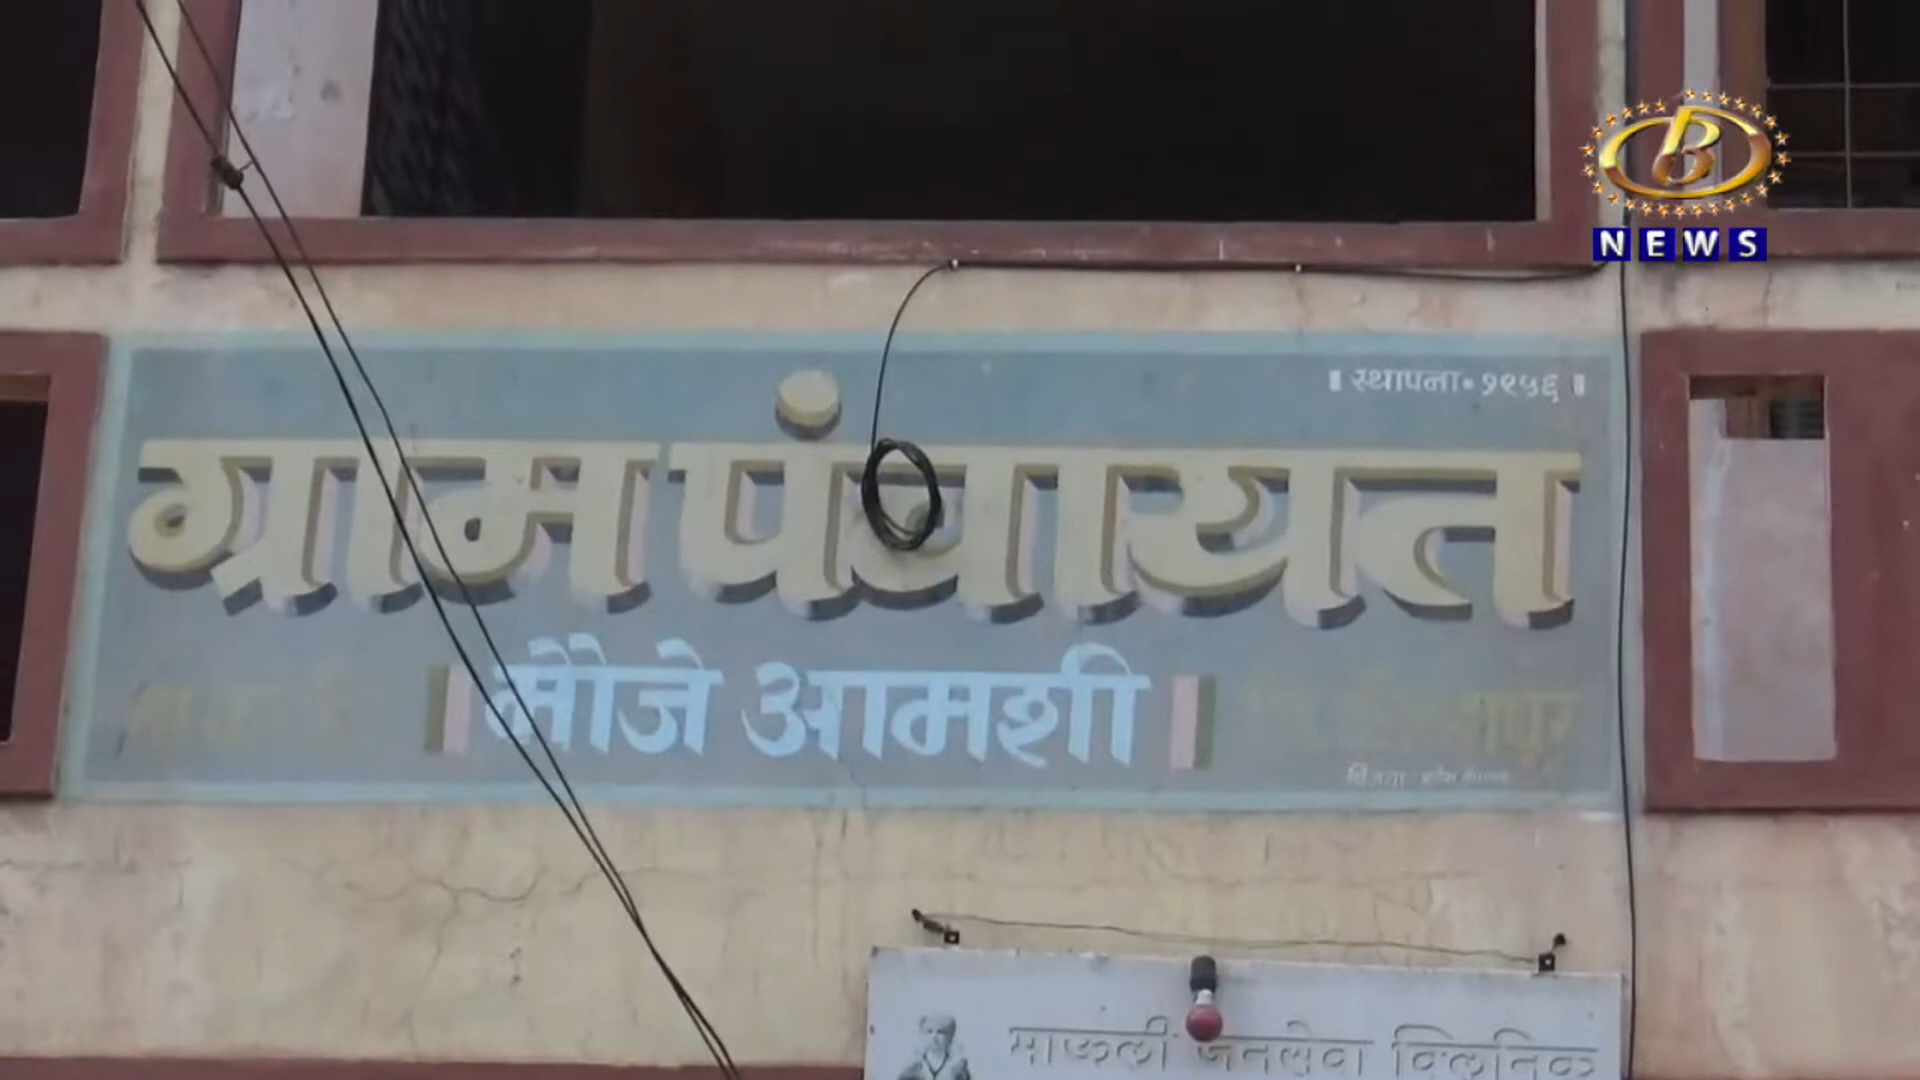 B
NEWS
स्थापना. १९५६
ग्रामपंचायत
मौजे आमशी
माऊली जनसेवा क्लिनिक